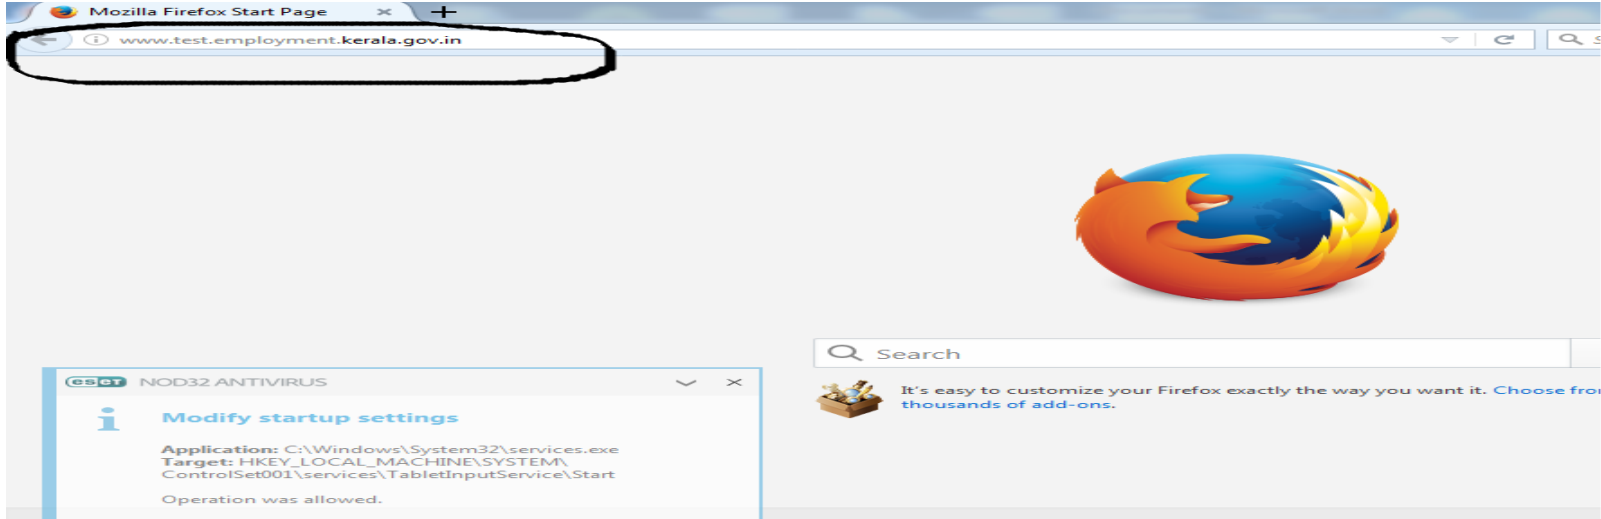 Mozilla Firefox Start Page
www.test.employment.kerala.gov.in
Search
It's easy to customize your Firefox exactly the way you want it. Choose fro
thousands of add-ons.
eset NOD32 ANTIVIRUS
Modify startup settings
Application: C:\Windows\System32\services.exe
Target: HKEY_LOCAL_MACHINE\SYSTEM\
ControlSet001\services\TabletInputService\Start
Operation was allowed.